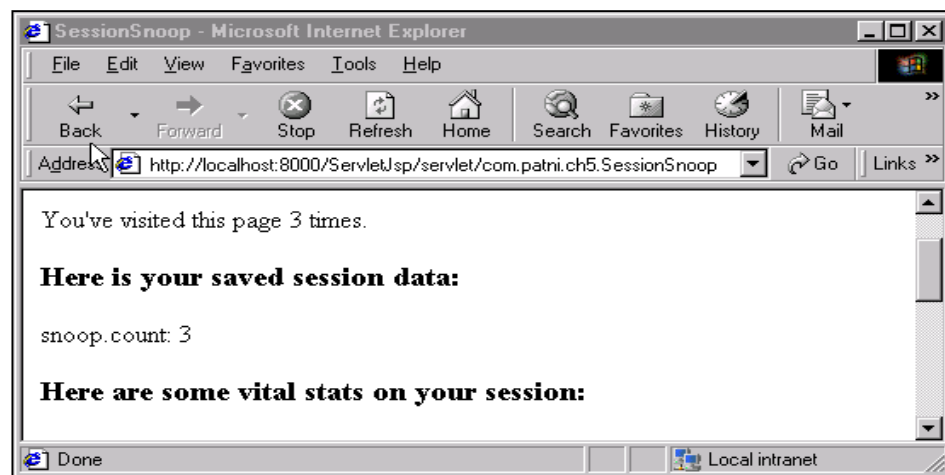 SessionSnoop - Microsoft Internet Explorer
File Edit View Favorites Tools Help
Back Forward Stop Refresh Home Search Favorites History Mail »
Address http://localhost:8000/ServletJsp/servlet/com.patni.ch5.SessionSnoop Go Links »
You've visited this page 3 times.
Here is your saved session data:
snoop.count: 3
Here are some vital stats on your session:
Done Local intranet